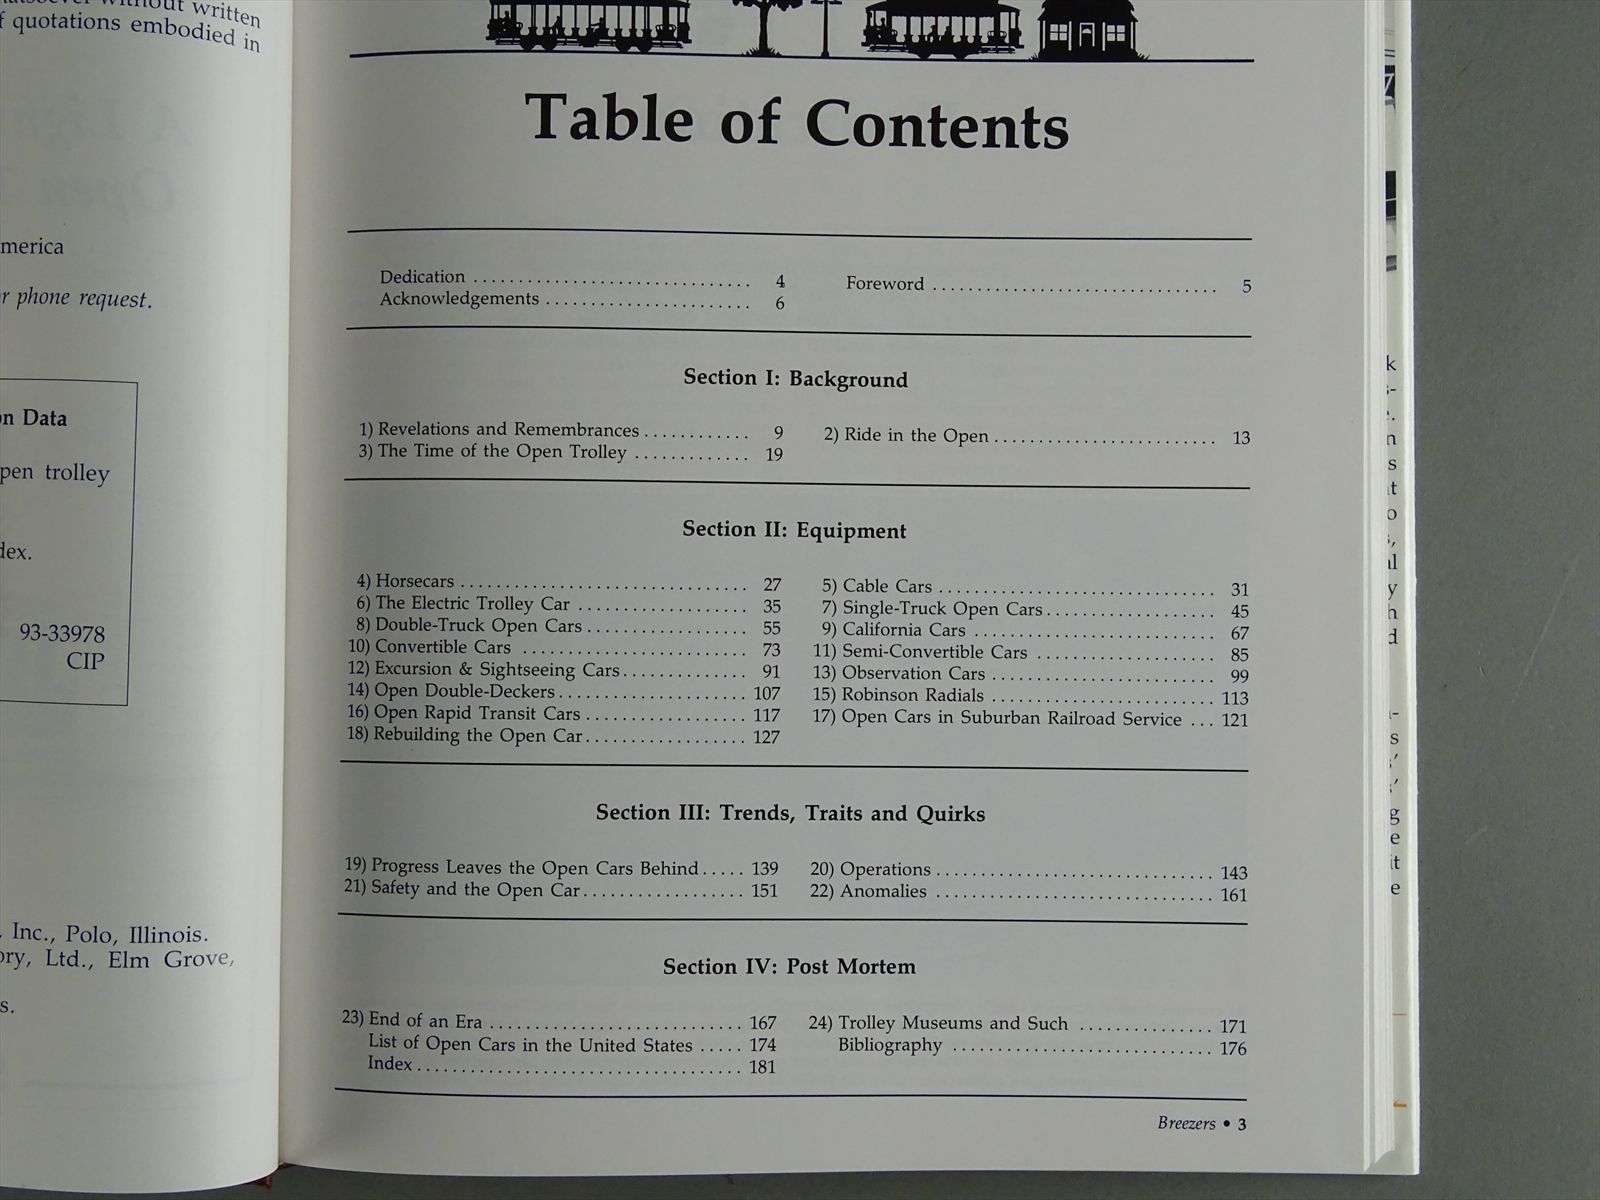 without written
quotations embodied in
phone request.
on Data
open trolley
93-33978
CIP
Inc., Polo, Illinois.
Ltd., Elm Grove,
Table of Contents
Dedication 4 Foreword 5
Acknowledgements 6
Section I: Background
1) Revelations and Remembrances 9 2) Ride in the Open 13
3) The Time of the Open Trolley 19
Section II: Equipment
4) Horsecars 27 5) Cable Cars 31
6) The Electric Trolley Car 35 7) Single-Truck Open Cars 45
8) Double-Truck Open Cars 55 9) California Cars 67
10) Convertible Cars 73 11) Semi-Convertible Cars 85
12) Excursion & Sightseeing Cars 91 13) Observation Cars 99
14) Open Double-Deckers 107 15) Robinson Radials 113
16) Open Rapid Transit Cars 117 17) Open Cars in Suburban Railroad Service 121
18) Rebuilding the Open Car 127
Section III: Trends, Traits and Quirks
19) Progress Leaves the Open Cars Behind 139 20) Operations 143
21) Safety and the Open Car 151 22) Anomalies 161
Section IV: Post Mortem
23) End of an Era 167 24) Trolley Museums and Such 171
List of Open Cars in the United States 174 Bibliography 176
Index 181
Breezers • 3